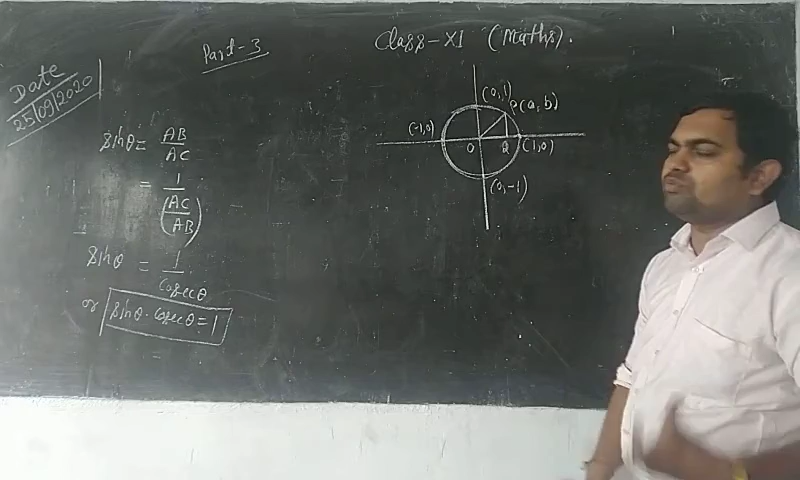 Class-XI (Maths).
Part-3
Date
25/09/2020
sinθ = AB/AC
= 1/(AC/AB)
sinθ = 1/Cosecθ
or sinθ·Cosecθ = 1
(0,1)
P(a,b)
(-1,0)
O
Q
(1,0)
(0,-1)